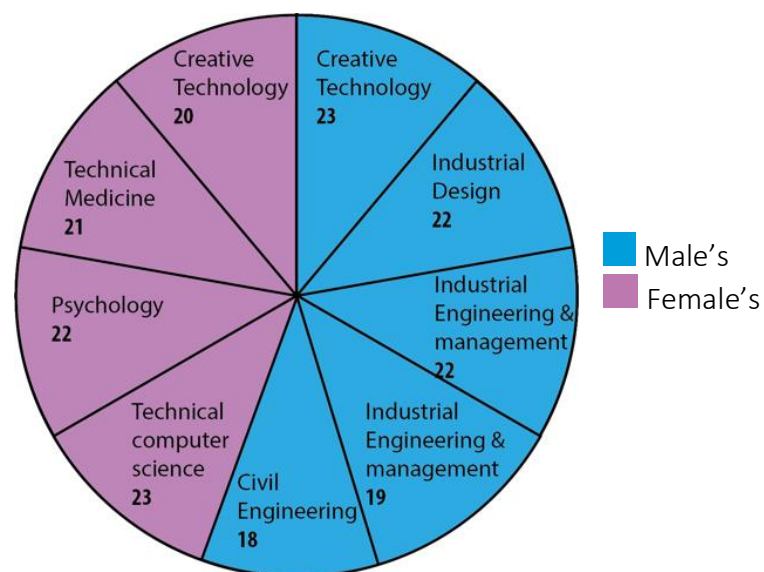 Creative
Technology
20
Creative
Technology
23
Technical
Medicine
21
Industrial
Design
22
Psychology
22
Industrial
Engineering &
management
22
Technical
computer
science
23
Civil
Engineering
18
Industrial
Engineering &
management
19
Male's
Female's